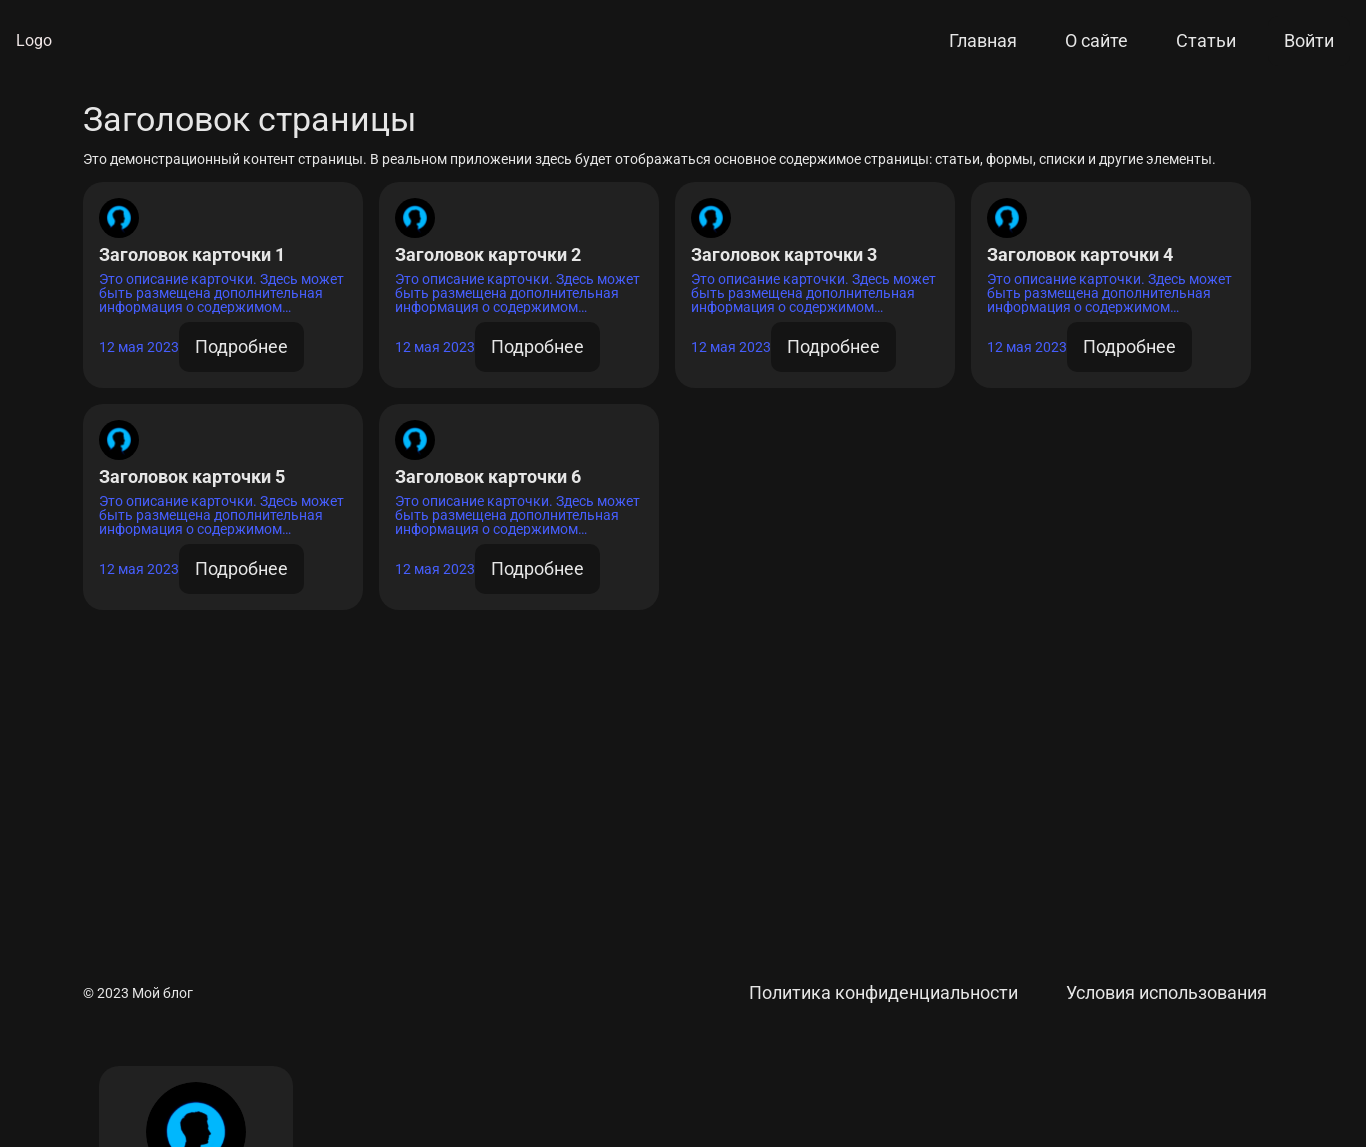 Logo
Главная
О сайте
Статьи
Войти
Заголовок страницы
Это демонстрационный контент страницы. В реальном приложении здесь будет отображаться основное содержимое страницы: статьи, формы, списки и другие элементы.
Заголовок карточки 1
Это описание карточки. Здесь может
быть размещена дополнительная
информация о содержимом...
12 мая 2023
Подробнее
Заголовок карточки 2
Это описание карточки. Здесь может
быть размещена дополнительная
информация о содержимом...
12 мая 2023
Подробнее
Заголовок карточки 3
Это описание карточки. Здесь может
быть размещена дополнительная
информация о содержимом...
12 мая 2023
Подробнее
Заголовок карточки 4
Это описание карточки. Здесь может
быть размещена дополнительная
информация о содержимом...
12 мая 2023
Подробнее
Заголовок карточки 5
Это описание карточки. Здесь может
быть размещена дополнительная
информация о содержимом...
12 мая 2023
Подробнее
Заголовок карточки 6
Это описание карточки. Здесь может
быть размещена дополнительная
информация о содержимом...
12 мая 2023
Подробнее
© 2023 Мой блог
Политика конфиденциальности
Условия использования